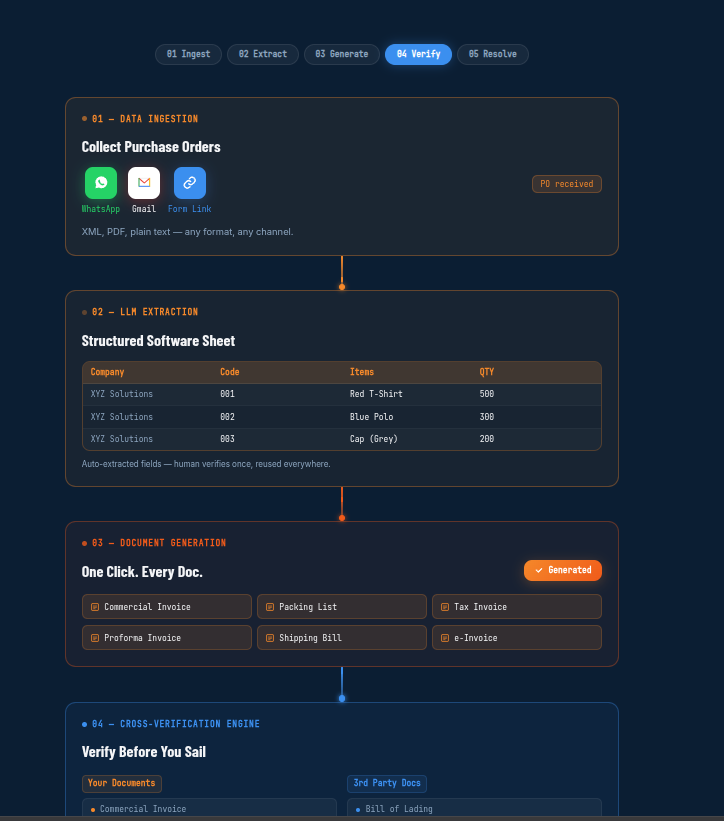 01 Ingest 02 Extract 03 Generate 04 Verify 05 Resolve
01 — DATA INGESTION
Collect Purchase Orders
PO received
WhatsApp Gmail Form Link
XML, PDF, plain text — any format, any channel.
02 — LLM EXTRACTION
Structured Software Sheet
Company Code Items QTY
XYZ Solutions 001 Red T-Shirt 500
XYZ Solutions 002 Blue Polo 300
XYZ Solutions 003 Cap (Grey) 200
Auto-extracted fields — human verifies once, reused everywhere.
03 — DOCUMENT GENERATION
One Click. Every Doc.
✓ Generated
Commercial Invoice Packing List Tax Invoice
Proforma Invoice Shipping Bill e-Invoice
04 — CROSS-VERIFICATION ENGINE
Verify Before You Sail
Your Documents 3rd Party Docs
Commercial Invoice Bill of Lading